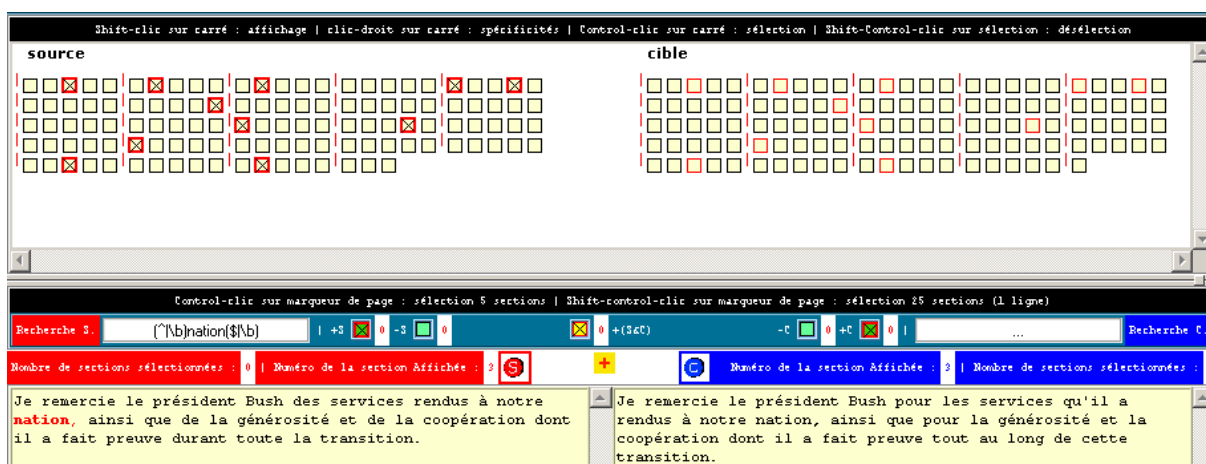 Shift-clic sur carré : affichage | clic-droit sur carré : spécificités | Control-clic sur carré : sélection | Shift-Control-clic sur sélection : désélection
source cible
Control-clic sur marqueur de page : sélection 5 sections | Shift-control-clic sur marqueur de page : sélection 25 sections (1 ligne)
Recherche S. (^|\b)nation($|\b) | +S 0 -S 0 0 +(S&C) -C 0 +C 0 | ... Recherche C.
Nombre de sections sélectionnées : 0 | Numéro de la section Affichée : 3 S + C Numéro de la section Affichée : 3 | Nombre de sections sélectionnées :
Je remercie le président Bush des services rendus à notre
nation, ainsi que de la générosité et de la coopération dont
il a fait preuve durant toute la transition.
Je remercie le président Bush pour les services qu'il a
rendus à notre nation, ainsi que pour la générosité et la
coopération dont il a fait preuve tout au long de cette
transition.